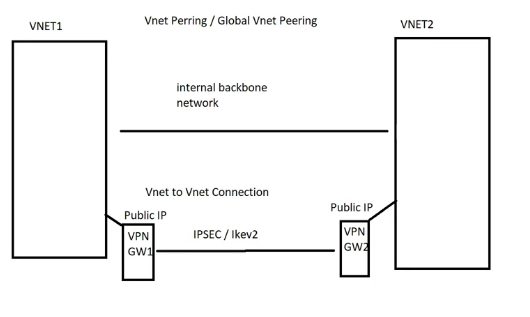 Vnet Perring / Global Vnet Peering
VNET1
VNET2
internal backbone
network
Vnet to Vnet Connection
Public IP
Public IP
VPN
GW1
IPSEC / Ikev2
VPN
GW2